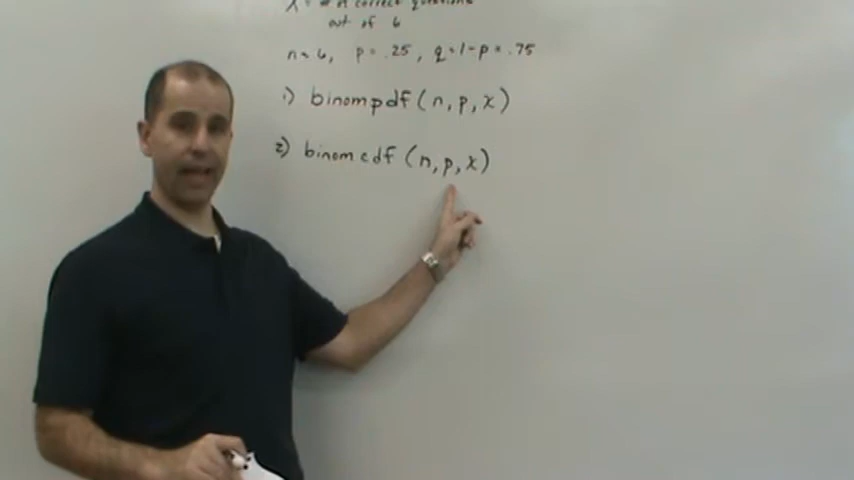 X = # of correct questions
out of 6
n = 6, p = .25, q = 1-p = .75
1) binompdf (n, p, x)
2) binomcdf (n, p, x)